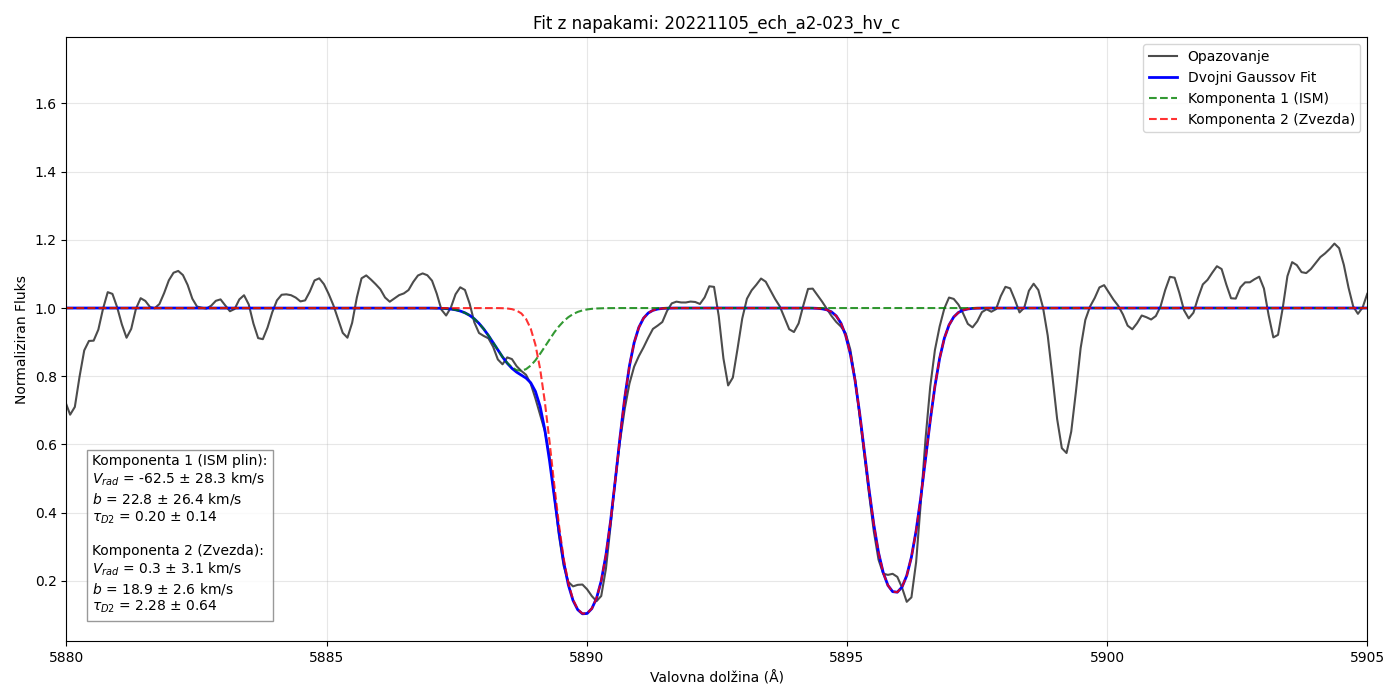 Fit z napakami: 20221105_ech_a2-023_hv_c
Normaliziran Fluks
1.6
1.4
1.2
1.0
0.8
0.6
0.4
0.2
Opazovanje
Dvojni Gaussov Fit
Komponenta 1 (ISM)
Komponenta 2 (Zvezda)
Komponenta 1 (ISM plin):
V_rad = -62.5 ± 28.3 km/s
b = 22.8 ± 26.4 km/s
τ_D2 = 0.20 ± 0.14
Komponenta 2 (Zvezda):
V_rad = 0.3 ± 3.1 km/s
b = 18.9 ± 2.6 km/s
τ_D2 = 2.28 ± 0.64
5880 5885 5890 5895 5900 5905
Valovna dolžina (Å)